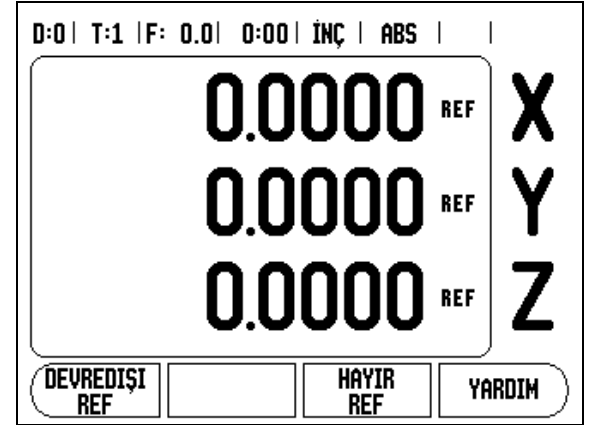 D:0 | T:1 | F: 0.0 | 0:00 | İNÇ | ABS | |
0.0000 REF X
0.0000 REF Y
0.0000 REF Z
DEVREDIŞI REF
HAYIR REF
YARDIM